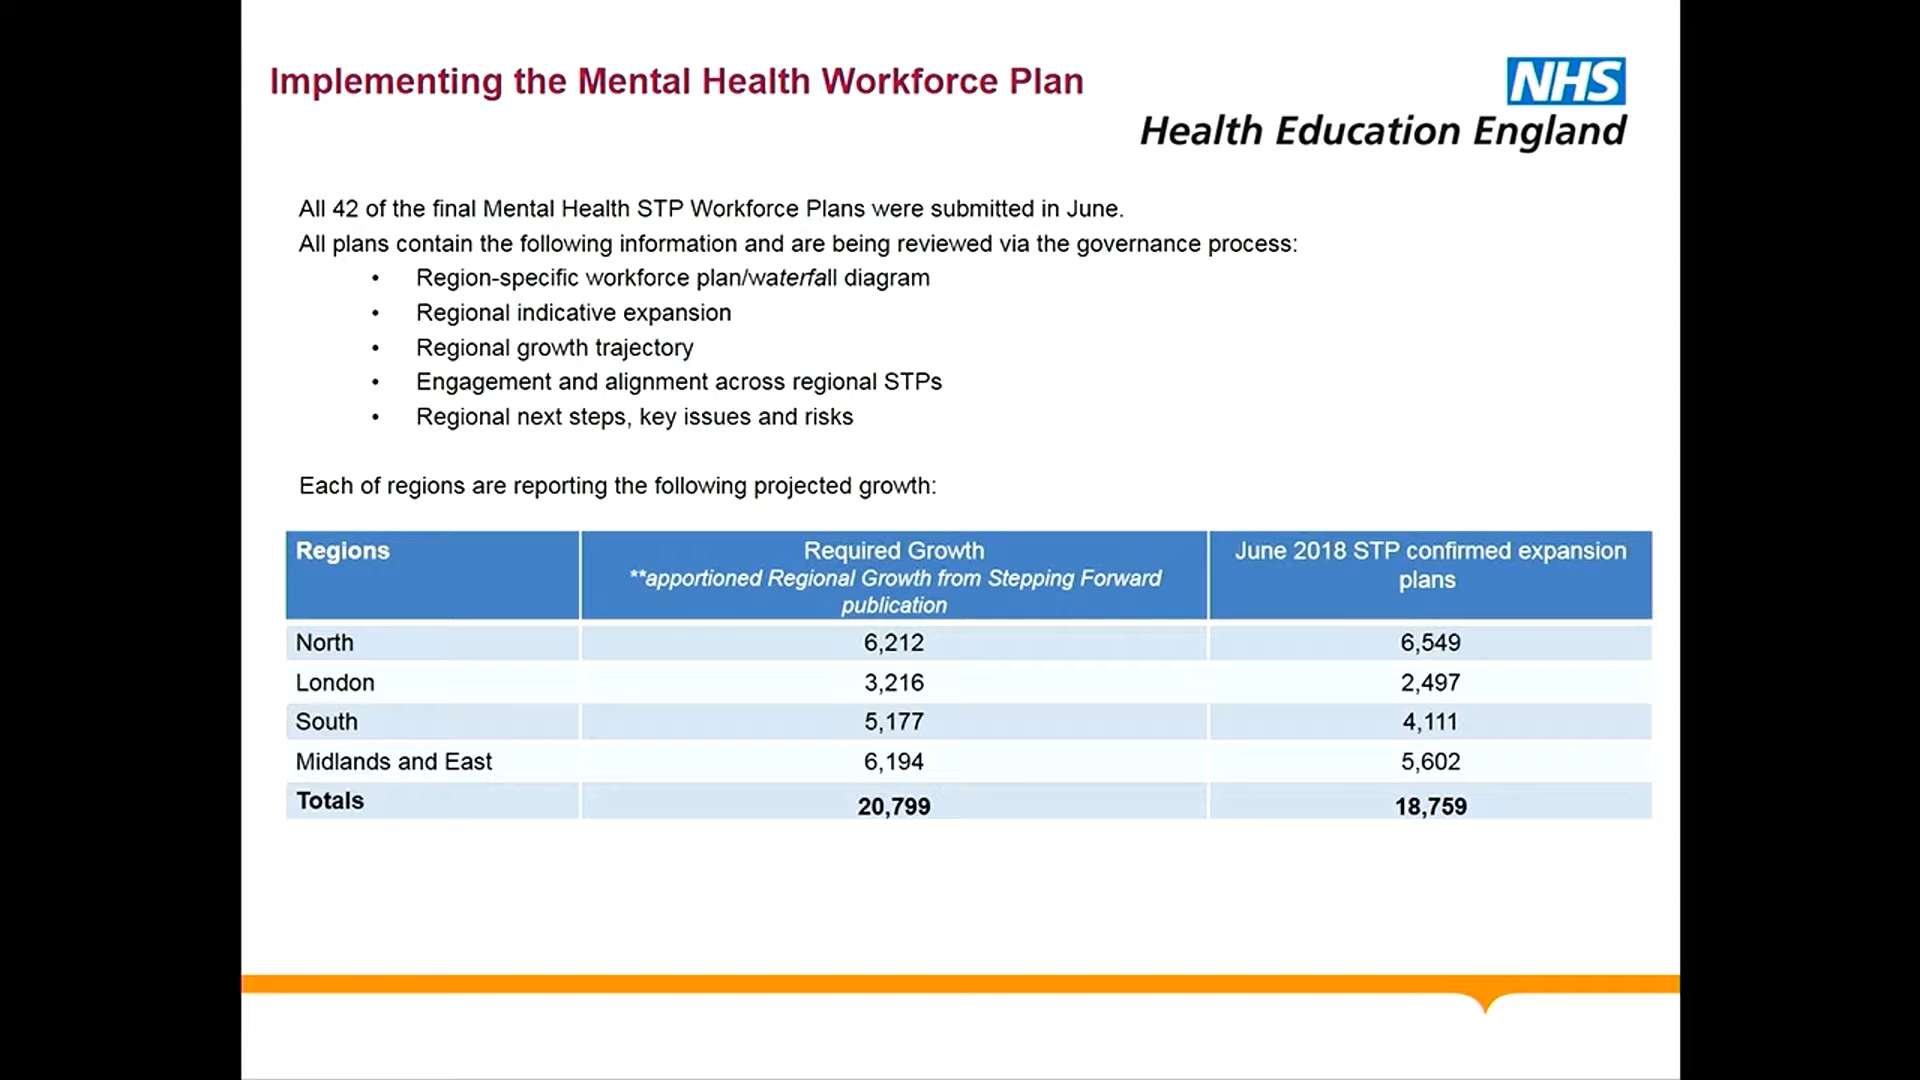 Implementing the Mental Health Workforce Plan
NHS
Health Education England
All 42 of the final Mental Health STP Workforce Plans were submitted in June.
All plans contain the following information and are being reviewed via the governance process:
• Region-specific workforce plan/waterfall diagram
• Regional indicative expansion
• Regional growth trajectory
• Engagement and alignment across regional STPs
• Regional next steps, key issues and risks
Each of regions are reporting the following projected growth:
Regions
Required Growth
**apportioned Regional Growth from Stepping Forward
publication
June 2018 STP confirmed expansion
plans
North 6,212 6,549
London 3,216 2,497
South 5,177 4,111
Midlands and East 6,194 5,602
Totals 20,799 18,759